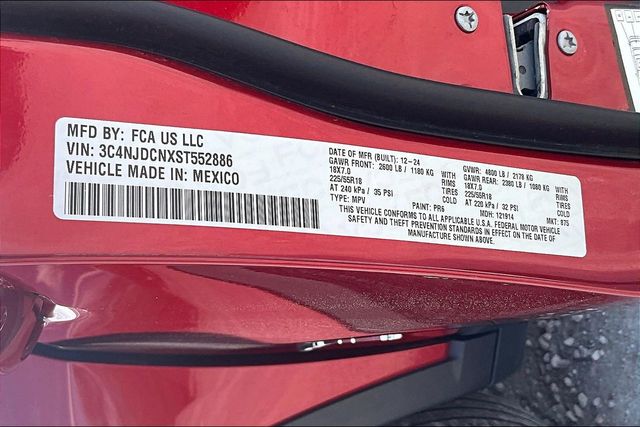 MFD BY: FCA US LLC
VIN: 3C4NJDCNXST552886
VEHICLE MADE IN: MEXICO
DATE OF MFR (BUILT): 12-24
GAWR FRONT: 2600 LB / 1180 KG WITH
18X7.0 RIMS
225/55R18 TIRES
AT 240 kPa / 35 PSI COLD
GVWR: 4800 LB / 2178 KG
GAWR REAR: 2380 LB / 1080 KG WITH
18X7.0 RIMS
225/55R18 TIRES
AT 220 kPa / 32 PSI COLD
TYPE: MPV PAINT: PR6 MDH: 121914 MKT: 875
THIS VEHICLE CONFORMS TO ALL APPLICABLE U.S.A. FEDERAL MOTOR VEHICLE
SAFETY AND THEFT PREVENTION STANDARDS IN EFFECT ON THE DATE OF
MANUFACTURE SHOWN ABOVE.